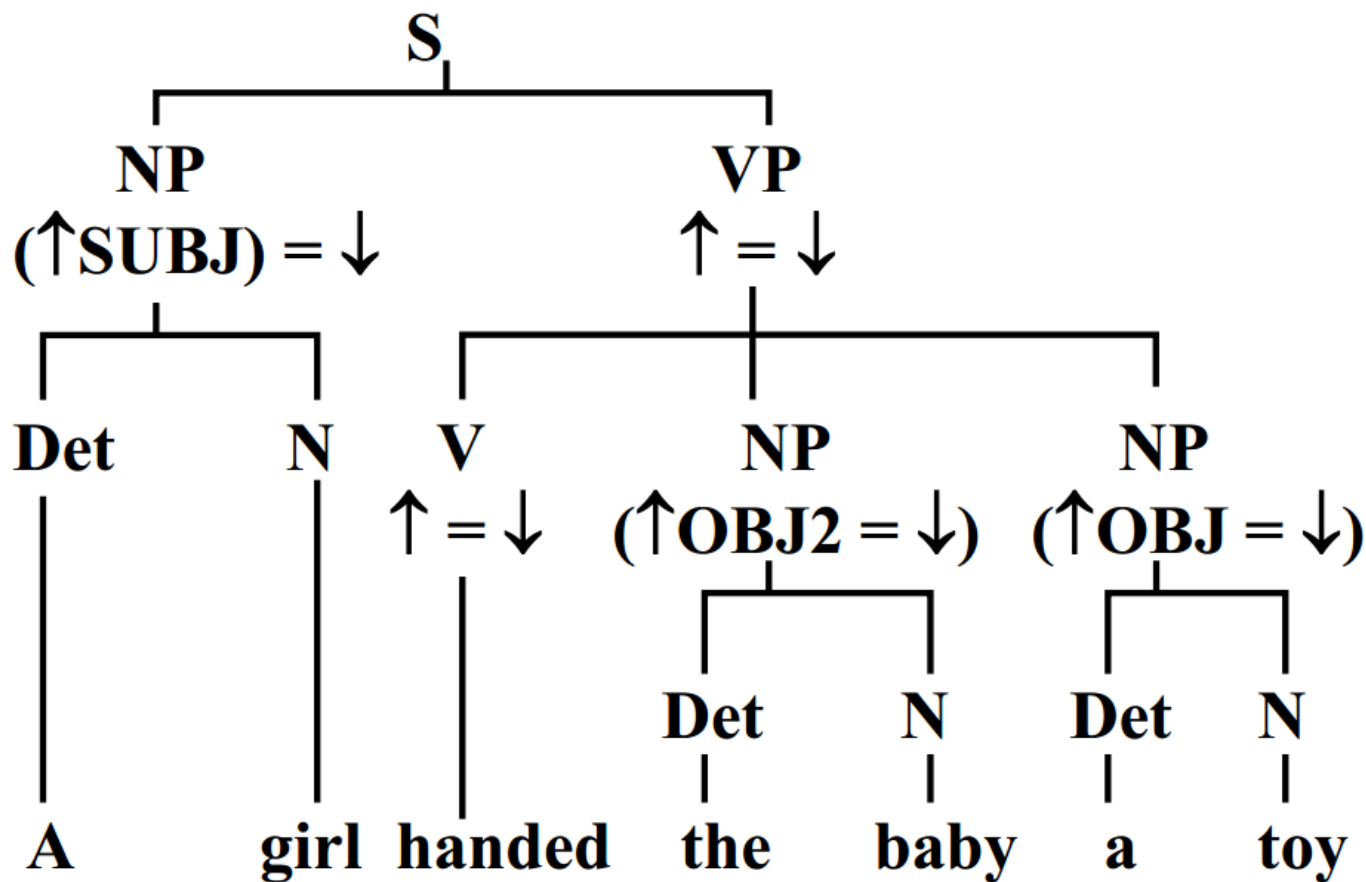 S
NP VP
(↑SUBJ) = ↓ ↑ = ↓
Det N V NP NP
↑ = ↓ (↑OBJ2 = ↓) (↑OBJ = ↓)
Det N Det N
A girl handed the baby a toy